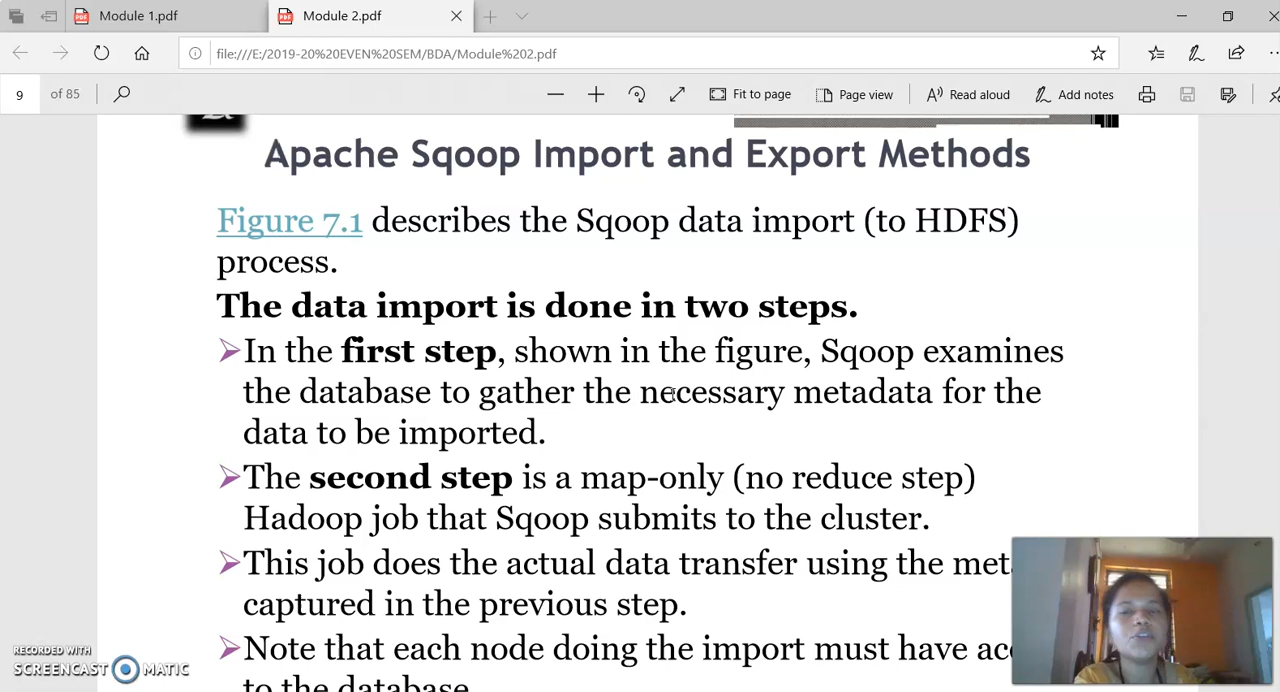 Module 1.pdf
Module 2.pdf
file:///E:/2019-20%20EVEN%20SEM/BDA/Module%202.pdf
9 of 85
Fit to page
Page view
Read aloud
Add notes
Apache Sqoop Import and Export Methods
Figure 7.1 describes the Sqoop data import (to HDFS)
process.
The data import is done in two steps.
In the first step, shown in the figure, Sqoop examines
the database to gather the necessary metadata for the
data to be imported.
The second step is a map-only (no reduce step)
Hadoop job that Sqoop submits to the cluster.
This job does the actual data transfer using the
captured in the previous step.
Note that each node doing the import must have
to the database.
RECORDED WITH
SCREENCAST MATIC